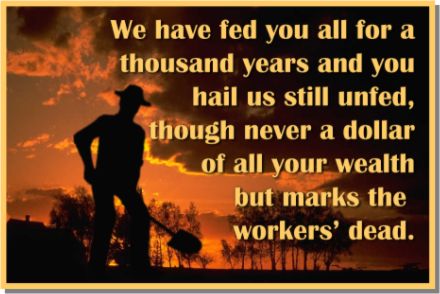 We have fed you all for a
thousand years and you
hail us still unfed,
though never a dollar
of all your wealth
but marks the
workers' dead.